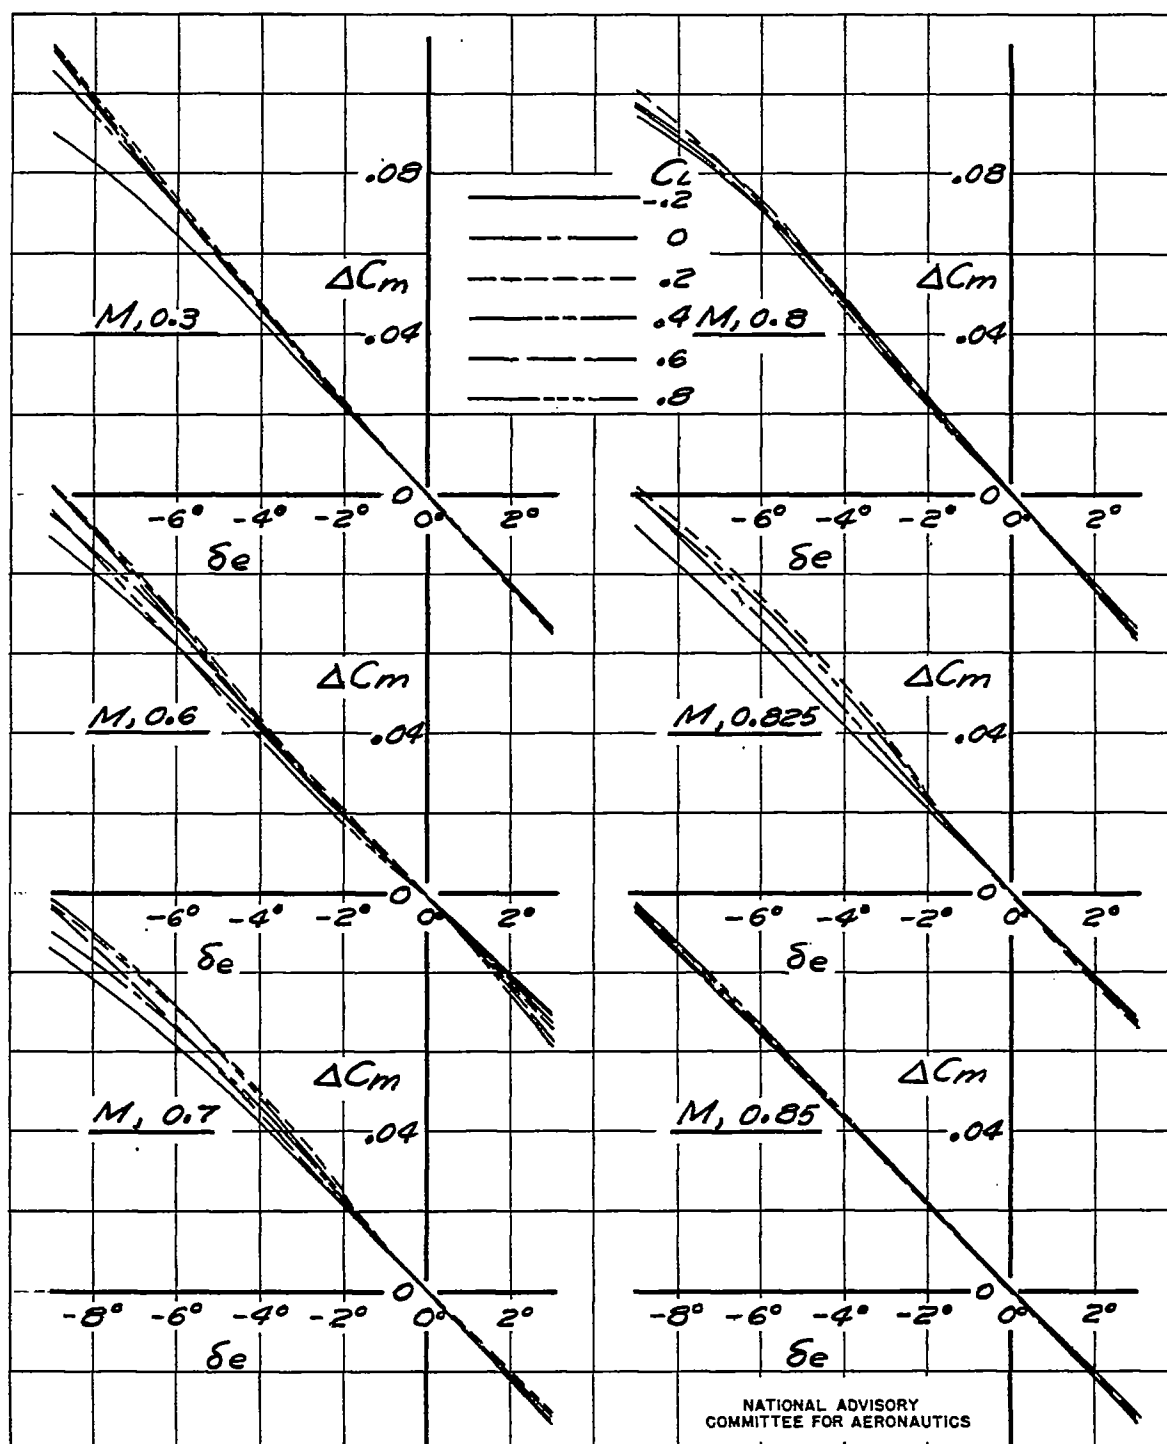 .08
ΔCm
M, 0.3
.04
0
-6° -4° -2° 0° 2°
δe
CL
-.2
0
.2
.4
.6
.8
.08
ΔCm
M, 0.8
.04
0
-6° -4° -2° 0° 2°
δe
ΔCm
M, 0.6
.04
0
-6° -4° -2° 0° 2°
δe
ΔCm
M, 0.825
.04
0
-6° -4° -2° 0° 2°
δe
ΔCm
M, 0.7
.04
0
-8° -6° -4° -2° 0° 2°
δe
ΔCm
M, 0.85
.04
0
-8° -6° -4° -2° 0° 2°
δe
NATIONAL ADVISORY
COMMITTEE FOR AERONAUTICS